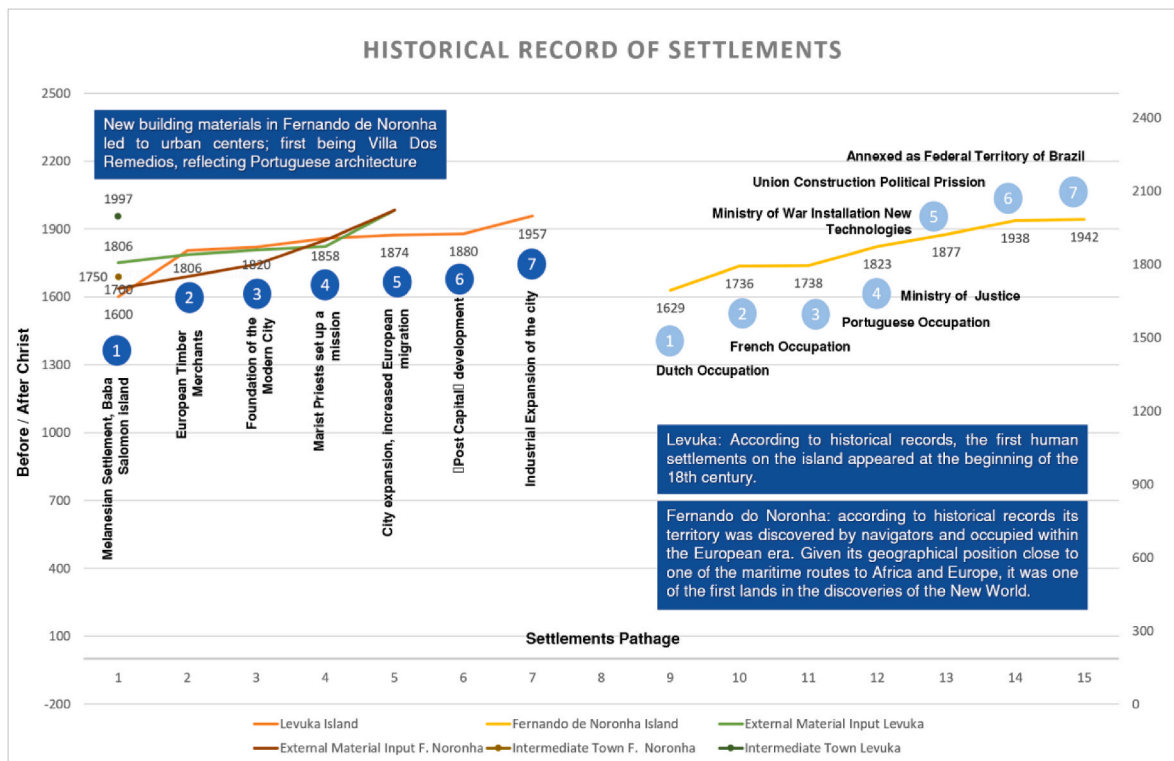 HISTORICAL RECORD OF SETTLEMENTS
2500
2200
1900
1600
1300
1000
700
400
100
-200
Before / After Christ
2400
2100
1800
1500
1200
900
600
300
0
New building materials in Fernando de Noronha
led to urban centers; first being Villa Dos
Remedios, reflecting Portuguese architecture
1997
1806
1750
1700
1600
1806
1820
1858
1874
1880
1957
1
2
3
4
5
6
7
Melanesian Settlement, Baba
Salomon island
European Timber
Merchants
Foundation of the
Modern City
Marist Priests set up a
mission
City expansion, increased European
migration
Post Capital development
Industrial Expansion of the city
Annexed as Federal Territory of Brazil
Union Construction Political Prission
Ministry of War Installation New
Technologies
7
6
5
1629
1736
1738
1823
1877
1938
1942
1
2
3
4
Ministry of Justice
Portuguese Occupation
French Occupation
Dutch Occupation
Levuka: According to historical records, the first human
settlements on the island appeared at the beginning of the
18th century.
Fernando do Noronha: according to historical records its
territory was discovered by navigators and occupied within
the European era. Given its geographical position close to
one of the maritime routes to Africa and Europe, it was one
of the first lands in the discoveries of the New World.
Settlements Pathage
1 2 3 4 5 6 7 8 9 10 11 12 13 14 15
Levuka Island
Fernando de Noronha Island
External Material Input Levuka
External Material Input F. Noronha
Intermediate Town F. Noronha
Intermediate Town Levuka